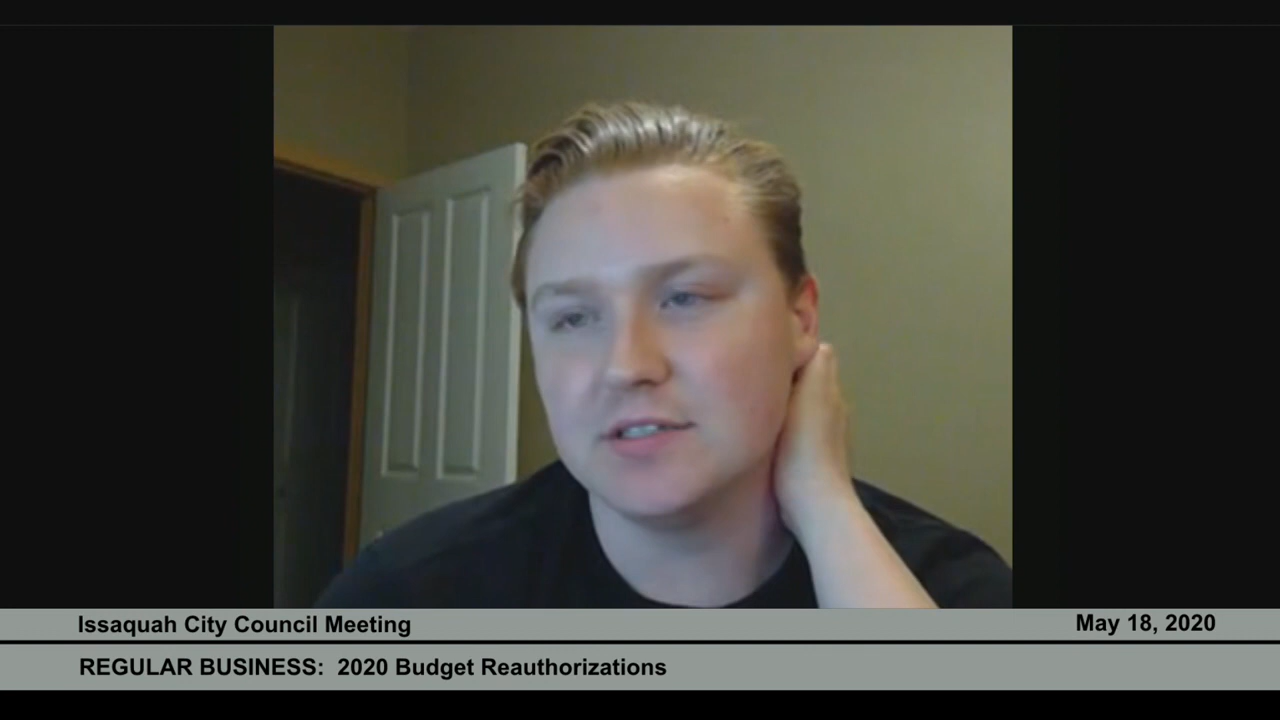 Issaquah City Council Meeting
May 18, 2020
REGULAR BUSINESS: 2020 Budget Reauthorizations